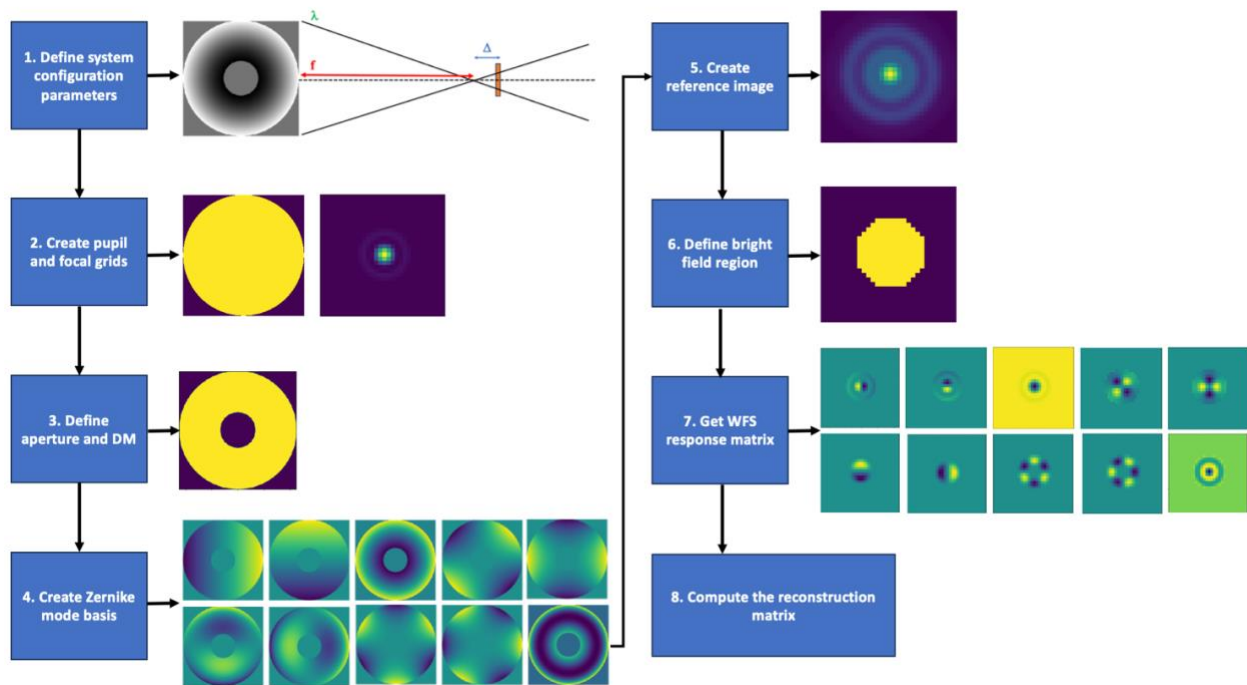 1. Define system
configuration
parameters
λ
f
Δ
2. Create pupil
and focal grids
3. Define
aperture and DM
4. Create Zernike
mode basis
5. Create
reference image
6. Define bright
field region
7. Get WFS
response matrix
8. Compute the reconstruction
matrix